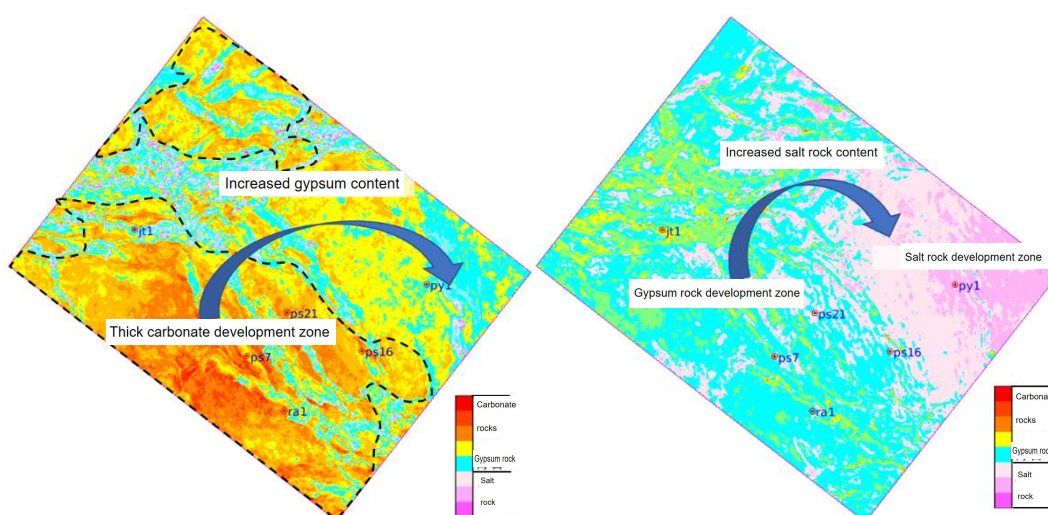 Increased gypsum content
jt1
py1
ps21
Thick carbonate development zone
ps7
ps16
ra1
Carbonate
rocks
Gypsum rock
Salt
rock
Increased salt rock content
jt1
Salt rock development zone
py1
Gypsum rock development zone
ps21
ps7
ps16
ra1
Carbona
rocks
Gypsum rock
Salt
rock